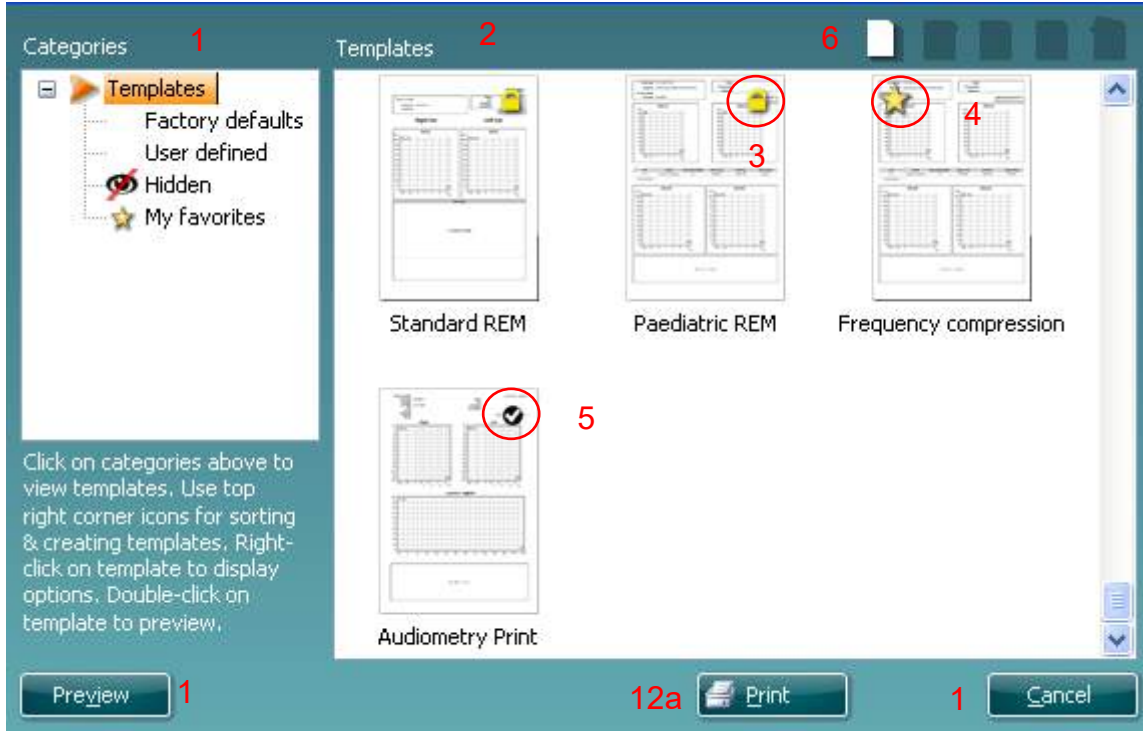 Categories 1
Templates 2 6
Templates
Factory defaults
User defined
Hidden
My favorites
3
4
Standard REM
Paediatric REM
Frequency compression
5
Audiometry Print
Click on categories above to
view templates. Use top
right corner icons for sorting
& creating templates. Right-
click on template to display
options. Double-click on
template to preview.
Preview 1
12a Print
1 Cancel